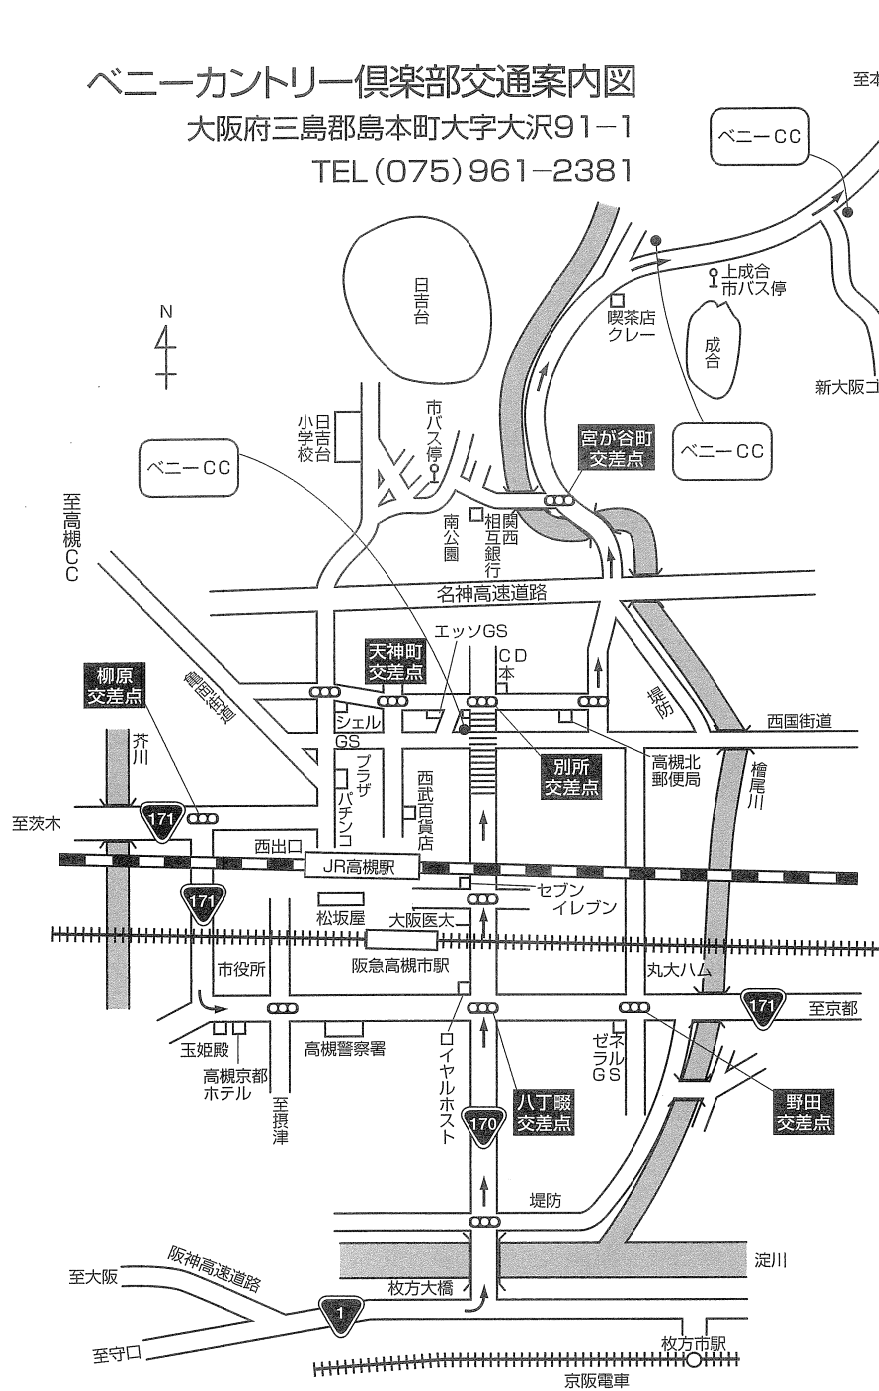 ベニーカントリー倶楽部交通案内図
大阪府三島郡島本町大字大沢91-1
TEL(075)961-2381
至本
ベニーCC
日吉台
上成合
市バス停
喫茶店
クレー
成合
新大阪ゴ
N
日吉台
小学校
市バス停
宮が谷町
交差点
ベニーCC
ベニーCC
至高槻CC
南公園
関西
相互銀行
名神高速道路
エッソGS
天神町
交差点
CD
本
柳原
交差点
堤防
西国街道
シェル
GS
芥川
別所
交差点
高槻北
郵便局
檜尾川
プラザ
パチンコ
西武百貨店
至茨木
171
西出口
JR高槻駅
171
セブン
イレブン
松坂屋
大阪医大
阪急高槻市駅
市役所
丸大ハム
171
至京都
玉姫殿
高槻京都
ホテル
高槻警察署
ロイヤルホスト
ネルS
ゼラG
至摂津
八丁畷
交差点
野田
交差点
170
堤防
淀川
至大阪
阪神高速道路
枚方大橋
1
至守口
枚方市駅
京阪電車